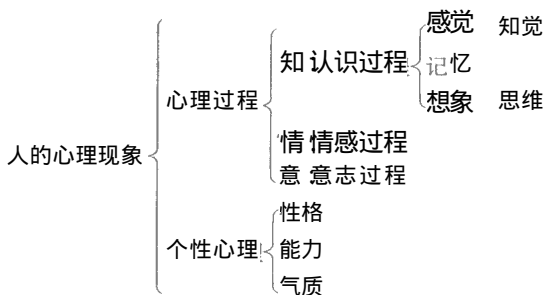 感觉 知觉
知 认识过程
记忆
心理过程
想象 思维
情 情感过程
人的心理现象
意 意志过程
性格
个性心理
能力
气质